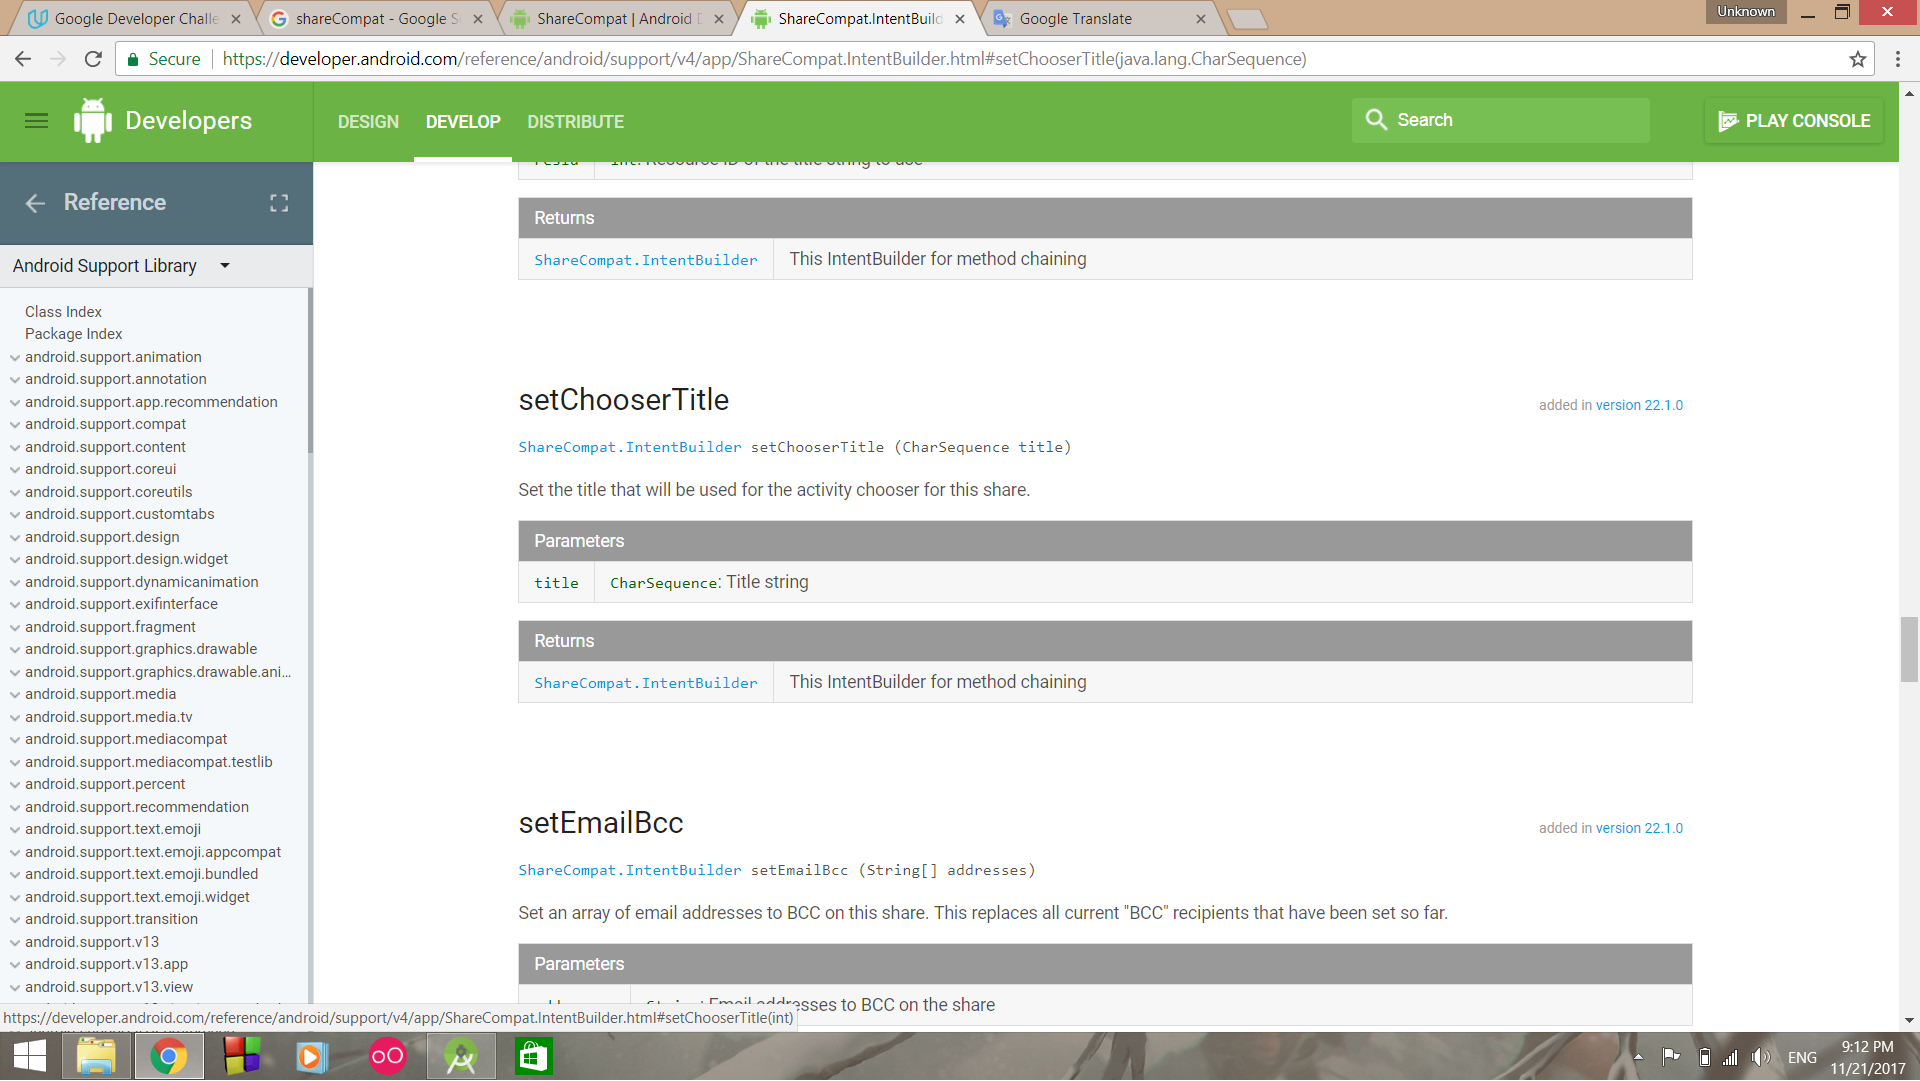 Google Developer Challe
shareCompat - Google S
ShareCompat | Android D
ShareCompat.IntentBuild
Google Translate
Unknown
Secure
https://developer.android.com/reference/android/support/v4/app/ShareCompat.IntentBuilder.html#setChooserTitle(java.lang.CharSequence)
Developers
DESIGN
DEVELOP
DISTRIBUTE
Search
PLAY CONSOLE
Reference
Android Support Library
Class Index
Package Index
android.support.animation
android.support.annotation
android.support.app.recommendation
android.support.compat
android.support.content
android.support.coreui
android.support.coreutils
android.support.customtabs
android.support.design
android.support.design.widget
android.support.dynamicanimation
android.support.exifinterface
android.support.fragment
android.support.graphics.drawable
android.support.graphics.drawable.ani...
android.support.media
android.support.media.tv
android.support.mediacompat
android.support.mediacompat.testlib
android.support.percent
android.support.recommendation
android.support.text.emoji
android.support.text.emoji.appcompat
android.support.text.emoji.bundled
android.support.text.emoji.widget
android.support.transition
android.support.v13
android.support.v13.app
android.support.v13.view
resId int: Resource ID of the title string to use
Returns
ShareCompat.IntentBuilder This IntentBuilder for method chaining
setChooserTitle
added in version 22.1.0
ShareCompat.IntentBuilder setChooserTitle (CharSequence title)
Set the title that will be used for the activity chooser for this share.
Parameters
title CharSequence: Title string
Returns
ShareCompat.IntentBuilder This IntentBuilder for method chaining
setEmailBcc
added in version 22.1.0
ShareCompat.IntentBuilder setEmailBcc (String[] addresses)
Set an array of email addresses to BCC on this share. This replaces all current "BCC" recipients that have been set so far.
Parameters
String: Email addresses to BCC on the share
https://developer.android.com/reference/android/support/v4/app/ShareCompat.IntentBuilder.html#setChooserTitle(int)
ENG
9:12 PM
11/21/2017